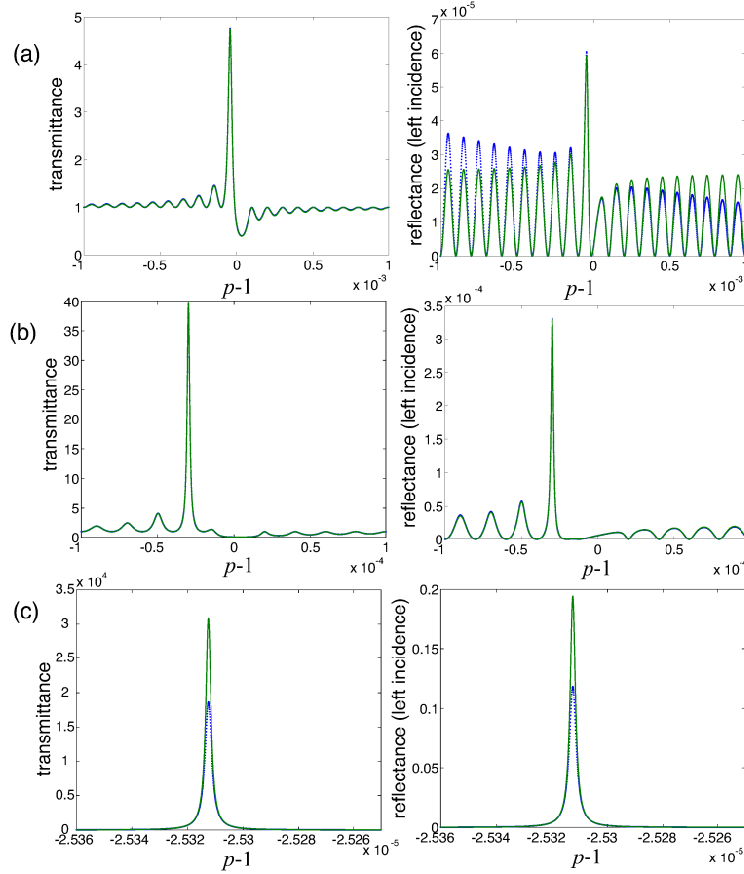 (a)
transmittance
5
4
3
2
1
0
-1 -0.5 0 0.5 1
x 10⁻³
p-1
reflectance (left incidence)
x 10⁻⁵
7
6
5
4
3
2
1
0
-1 -0.5 0 0.5 1
x 10⁻³
p-1
(b)
transmittance
40
35
30
25
20
15
10
5
0
-1 -0.5 0 0.5 1
x 10⁻⁴
p-1
reflectance (left incidence)
x 10⁻⁴
3.5
3
2.5
2
1.5
1
0.5
0
-1 -0.5 0 0.5
x 10⁻⁴
p-1
(c)
transmittance
x 10⁴
3.5
3
2.5
2
1.5
1
0.5
0
-2.536 -2.534 -2.532 -2.53 -2.528 -2.526
x 10⁻⁵
p-1
reflectance (left incidence)
0.2
0.15
0.1
0.05
0
-2.536 -2.534 -2.532 -2.53 -2.528 -2.526
x 10⁻⁵
p-1